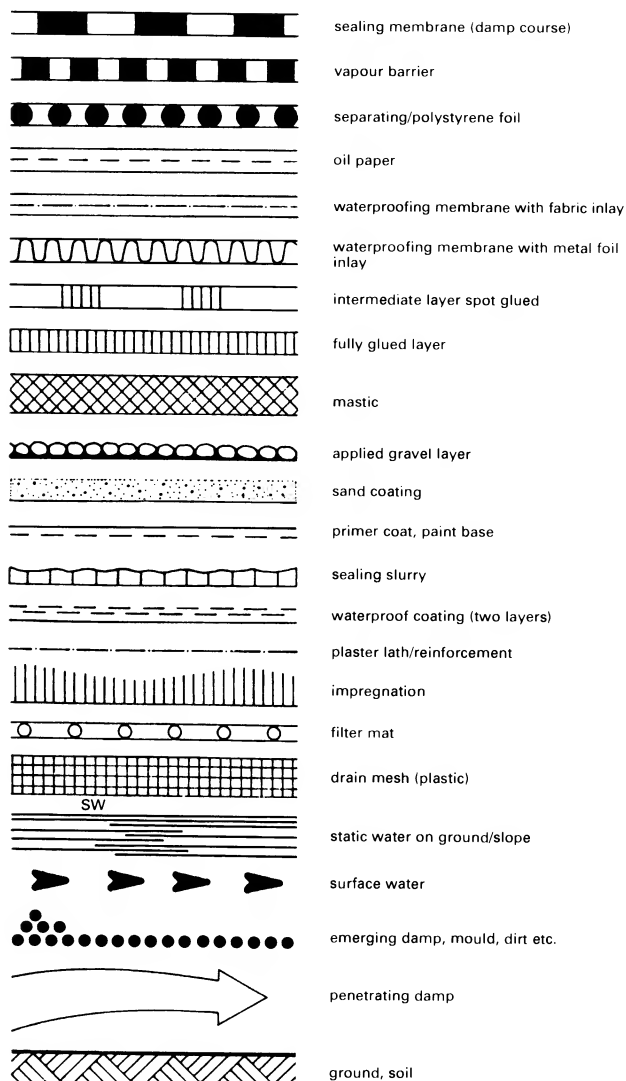 sealing membrane (damp course)
vapour barrier
separating/polystyrene foil
oil paper
waterproofing membrane with fabric inlay
waterproofing membrane with metal foil
inlay
intermediate layer spot glued
fully glued layer
mastic
applied gravel layer
sand coating
primer coat, paint base
sealing slurry
waterproof coating (two layers)
plaster lath/reinforcement
impregnation
filter mat
drain mesh (plastic)
SW
static water on ground/slope
surface water
emerging damp, mould, dirt etc.
penetrating damp
ground, soil